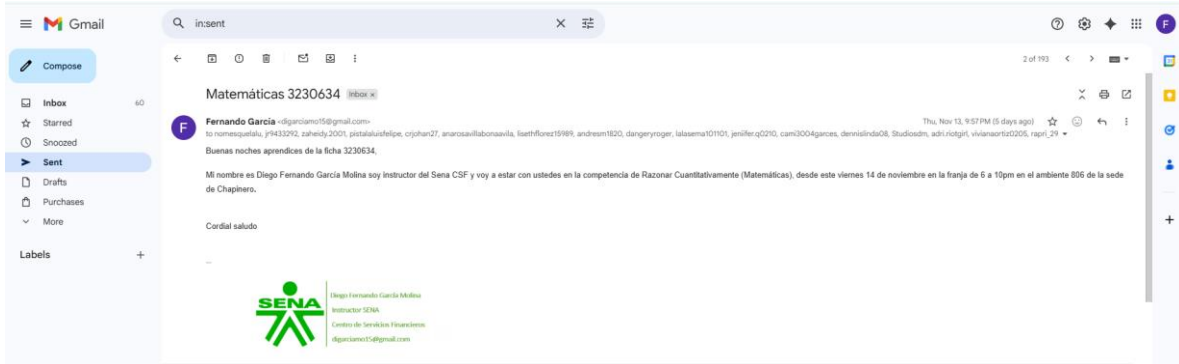 Gmail
in:sent
F
Compose
2 of 193
Inbox 60
Starred
Snoozed
Sent
Drafts
Purchases
More
Labels
Matemáticas 3230634 Inbox x
F
Fernando García <digarciamo15@gmail.com>
Thu, Nov 13, 9:57 PM (5 days ago)
to nomesquelalu, jr9433292, zaheidy.2001, pistalaluisfelipe, crjohan27, anarosavillabonaavila, lisethflorez15989, andresm1820, dangeryroger, lalasema101101, jeniifer.q0210, cami3004garces, dennislinda08, Studiosdm, adri.riotgirl, vivianaortiz0205, rapri_29
Buenas noches aprendices de la ficha 3230634,
Mi nombre es Diego Fernando García Molina soy instructor del Sena CSF y voy a estar con ustedes en la competencia de Razonar Cuantitativamente (Matemáticas), desde este viernes 14 de noviembre en la franja de 6 a 10pm en el ambiente 806 de la sede
de Chapinero.
Cordial saludo
--
SENA
Diego Fernando García Molina
Instructor SENA
Centro de Servicios Financieros
digarciamo15@gmail.com